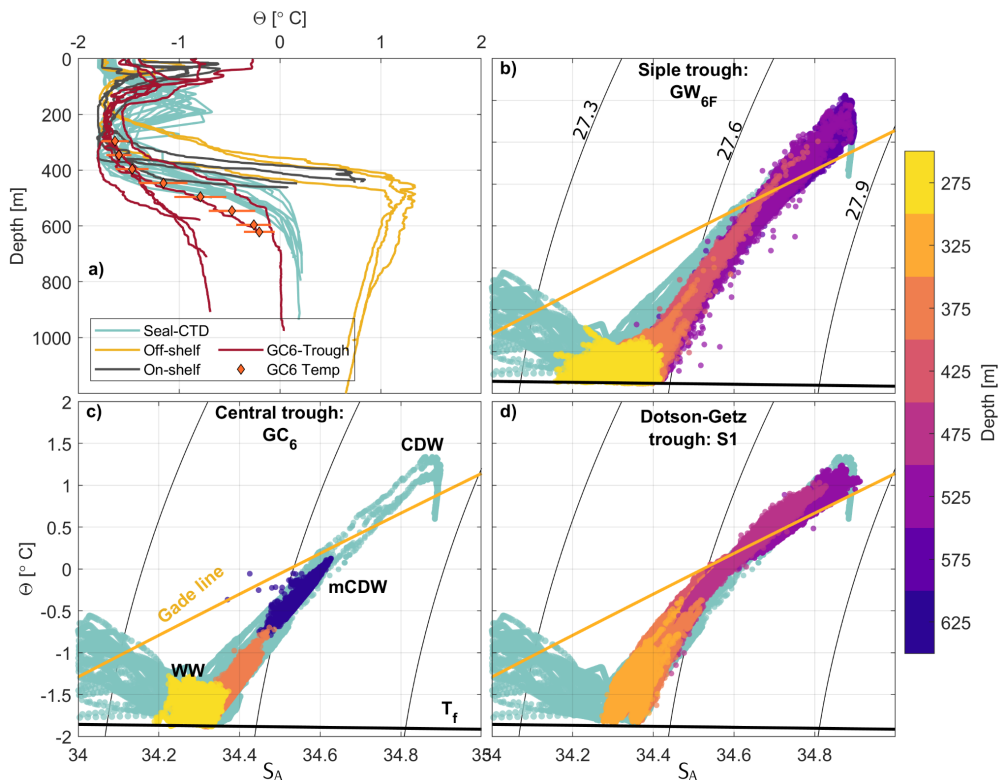 Θ [° C]
-2 -1 0 1 2
0
200
400
600
800
1000
Depth [m]
a)
Seal-CTD
Off-shelf
On-shelf
GC6-Trough
GC6 Temp
b)
Siple trough:
GW6F
27.3
27.6
27.9
275
325
375
425
475
525
575
625
Depth [m]
c)
Central trough:
GC6
CDW
mCDW
WW
Gade line
Tf
2
1.5
1
0.5
0
-0.5
-1
-1.5
-2
Θ [° C]
34 34.2 34.4 34.6 34.8 35
SA
d)
Dotson-Getz
trough: S1
34.2 34.4 34.6 34.8
SA